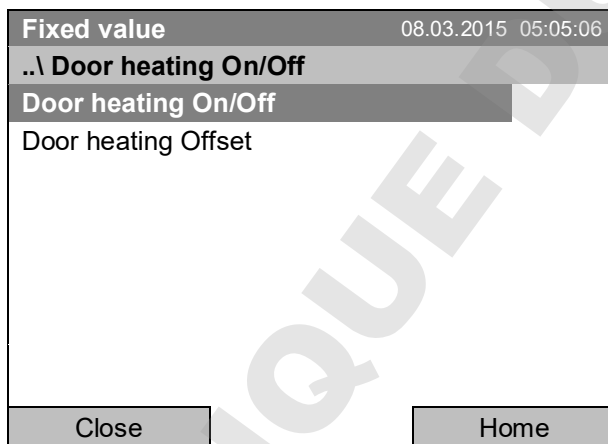 Fixed value 08.03.2015 05:05:06
..\ Door heating On/Off
Door heating On/Off
Door heating Offset
Close Home